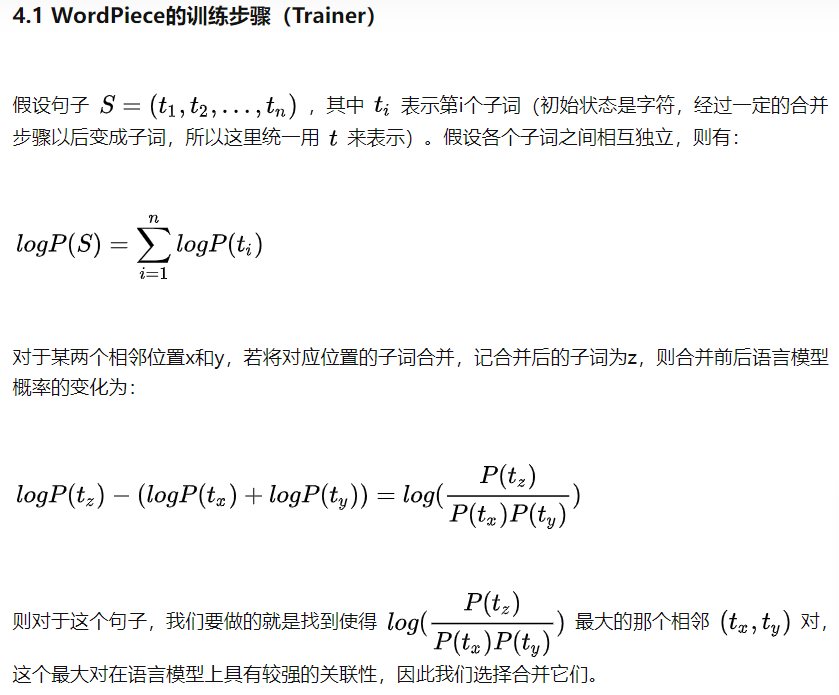 4.1 WordPiece的训练步骤（Trainer）
假设句子 S = (t₁, t₂, . . . , tₙ) ，其中 tᵢ 表示第i个子词（初始状态是字符，经过一定的合并
步骤以后变成子词，所以这里统一用 t 来表示）。假设各个子词之间相互独立，则有：
logP(S) = \sum_{i=1}^{n} logP(t_i)
对于某两个相邻位置x和y，若将对应位置的子词合并，记合并后的子词为z，则合并前后语言模型
概率的变化为：
logP(t_z) − (logP(t_x) + logP(t_y)) = log(\frac{P(t_z)}{P(t_x)P(t_y)})
则对于这个句子，我们要做的就是找到使得 log(\frac{P(t_z)}{P(t_x)P(t_y)}) 最大的那个相邻 (t_x, t_y) 对，
这个最大对在语言模型上具有较强的关联性，因此我们选择合并它们。